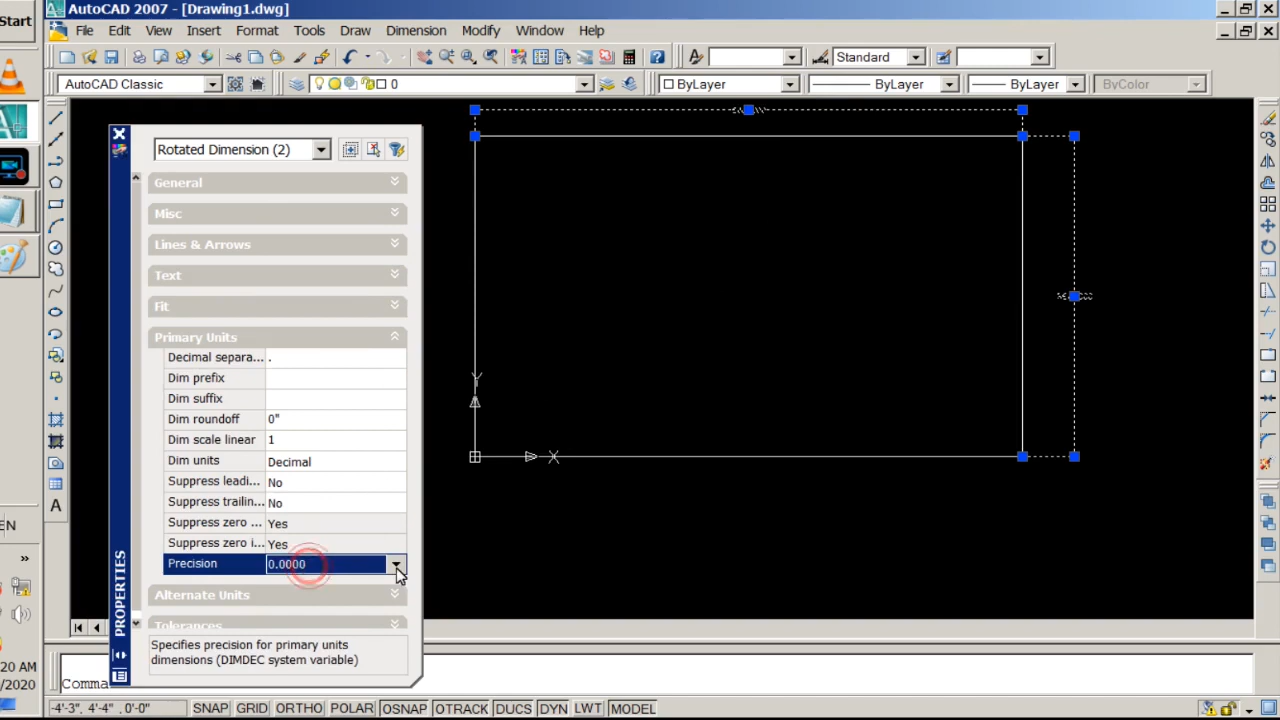 Start
AutoCAD 2007 - [Drawing1.dwg]
File Edit View Insert Format Tools Draw Dimension Modify Window Help
Standard
AutoCAD Classic
0
ByLayer
ByLayer
ByLayer
ByColor
Rotated Dimension (2)
General
Misc
Lines & Arrows
Text
Fit
Primary Units
Decimal separa... .
Dim prefix
Dim suffix
Dim roundoff 0"
Dim scale linear 1
Dim units Decimal
Suppress leadi... No
Suppress trailin... No
Suppress zero ... Yes
Suppress zero i... Yes
Precision 0.0000
Alternate Units
Tolerances
Specifies precision for primary units
dimensions (DIMDEC system variable)
PROPERTIES
Y
X
A
EN
»
:20 AM
/2020
Comma
-4'-3", 4'-4" ,0'-0" SNAP GRID ORTHO POLAR OSNAP OTRACK DUCS DYN LWT MODEL